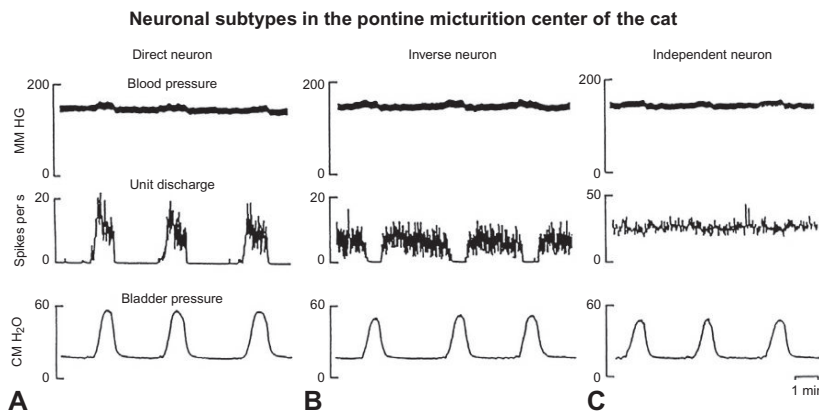 Neuronal subtypes in the pontine micturition center of the cat
Direct neuron
Inverse neuron
Independent neuron
Blood pressure
200
MM HG
0
200
0
200
0
Unit discharge
20
Spikes per s
0
20
0
50
0
Bladder pressure
60
CM H₂O
0
60
0
60
0
1 min
A
B
C